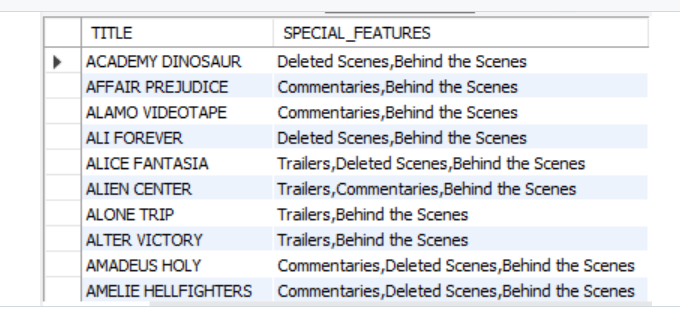 TITLE SPECIAL_FEATURES
ACADEMY DINOSAUR Deleted Scenes,Behind the Scenes
AFFAIR PREJUDICE Commentaries,Behind the Scenes
ALAMO VIDEOTAPE Commentaries,Behind the Scenes
ALI FOREVER Deleted Scenes,Behind the Scenes
ALICE FANTASIA Trailers,Deleted Scenes,Behind the Scenes
ALIEN CENTER Trailers,Commentaries,Behind the Scenes
ALONE TRIP Trailers,Behind the Scenes
ALTER VICTORY Trailers,Behind the Scenes
AMADEUS HOLY Commentaries,Deleted Scenes,Behind the Scenes
AMELIE HELLFIGHTERS Commentaries,Deleted Scenes,Behind the Scenes